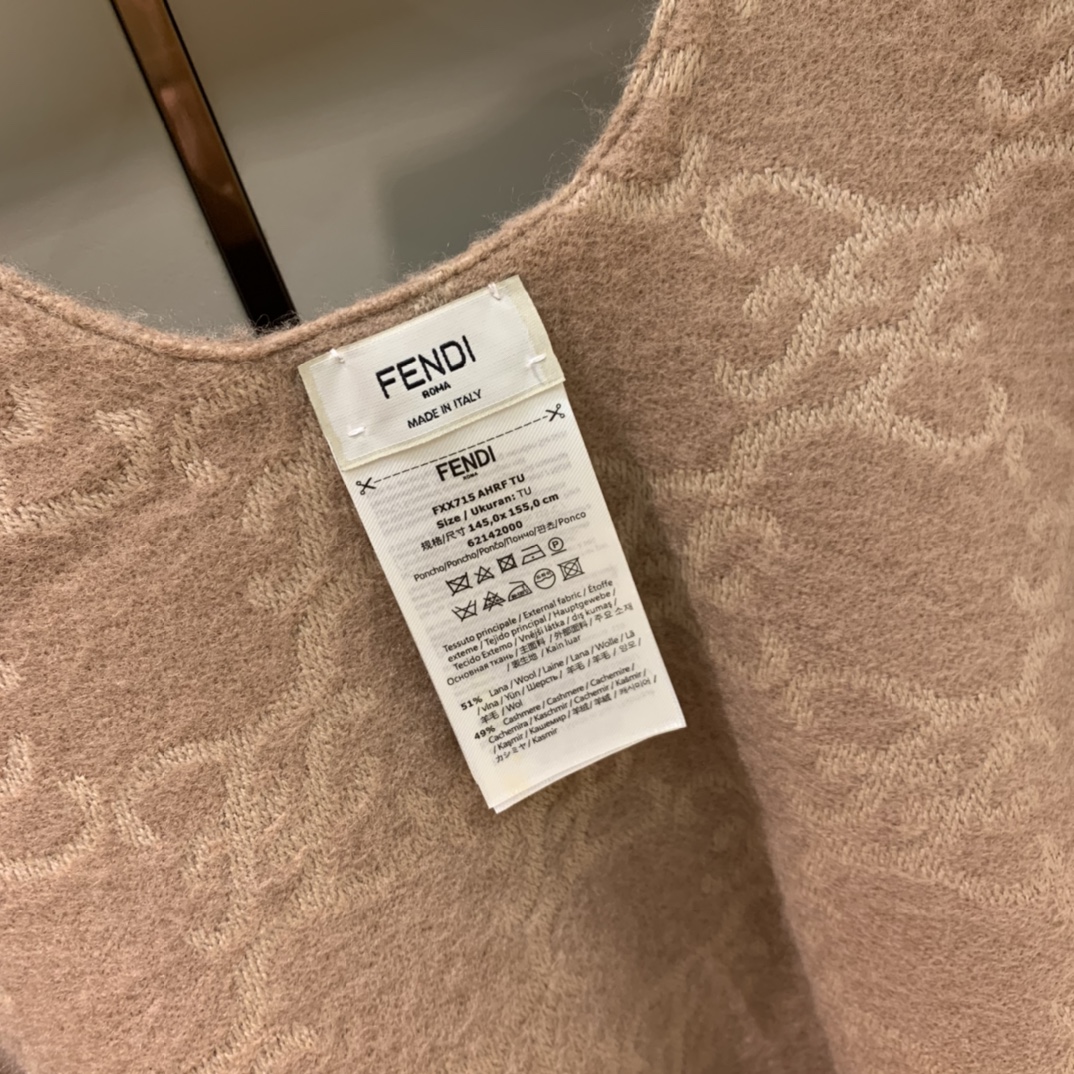 FENDI
ROMA
MADE IN ITALY
FENDI
ROMA
FXX715 AHRF TU
Size / Ukuran: TU
规格/尺寸 145,0x 155,0 cm
62142000
Poncho/Poncho/Pončo/Пончо/판초/Ponco
Tessuto principale / External fabric / Étoffe
externe / Tejido principal / Hauptgewebe /
Tecido Externo / Vnější látka / dış kumaş /
Основная ткань / 主面料 / 外部面料 / 주요 소재
/ 表生地 / Kain luar
51% Lana / Wool / Laine / Lana / Wolle / Lã
/ vlna / Yün / Шерсть / 羊毛 / 羊毛 / 양모 /
羊毛 / Wol
49% Cashmere / Cashmere / Cachemire /
Cachemira / Kaschmir / Cachemir / Kašmír /
/ Kaşmir / Кашемир / 羊绒 / 羊絨 / 캐시미어 /
カシミヤ / Kasmir